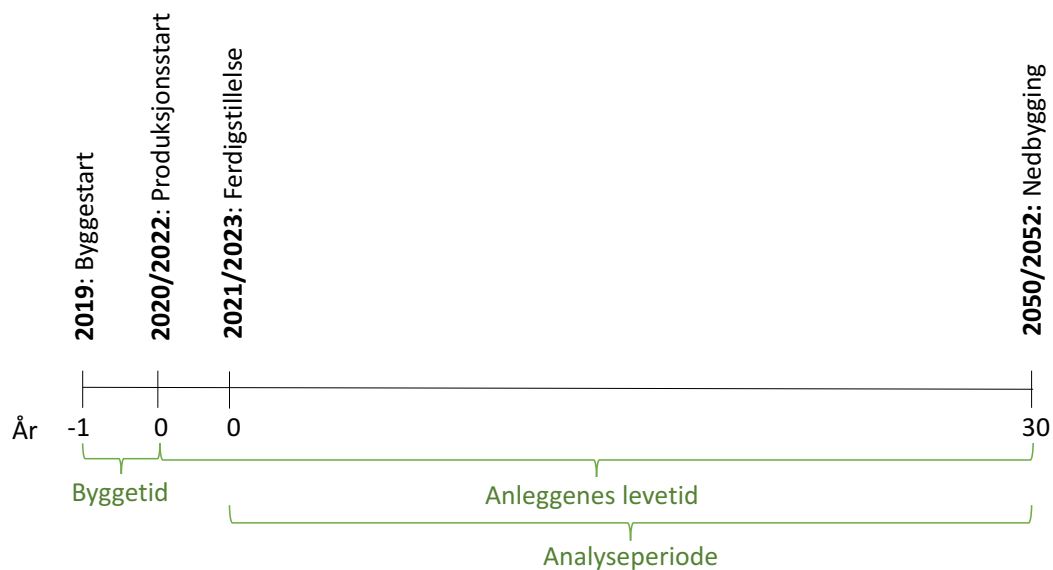 2019: Byggestart
2020/2022: Produksjonsstart
2021/2023: Ferdigstillelse
2050/2052: Nedbygging
År -1 0 0 30
Byggetid Anleggenes levetid
Analyseperiode